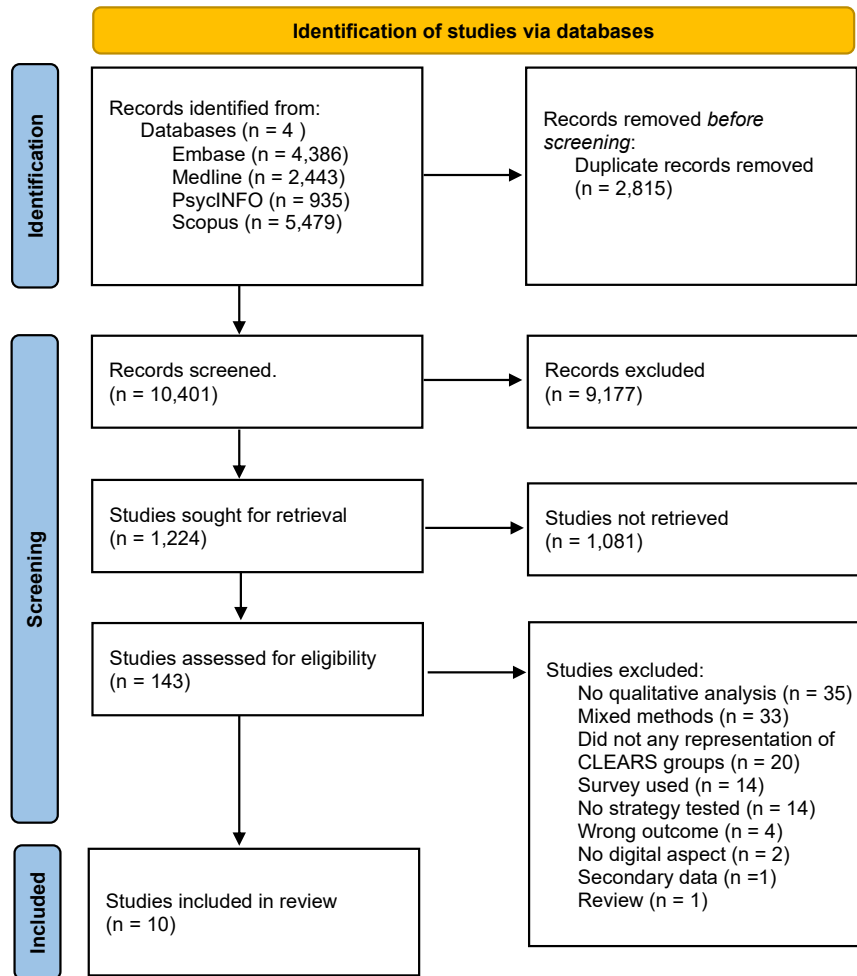 Identification of studies via databases
Identification
Records identified from:
Databases (n = 4 )
Embase (n = 4,386)
Medline (n = 2,443)
PsycINFO (n = 935)
Scopus (n = 5,479)
Records removed before
screening:
Duplicate records removed
(n = 2,815)
Screening
Records screened.
(n = 10,401)
Records excluded
(n = 9,177)
Studies sought for retrieval
(n = 1,224)
Studies not retrieved
(n = 1,081)
Studies assessed for eligibility
(n = 143)
Studies excluded:
No qualitative analysis (n = 35)
Mixed methods (n = 33)
Did not any representation of
CLEARS groups (n = 20)
Survey used (n = 14)
No strategy tested (n = 14)
Wrong outcome (n = 4)
No digital aspect (n = 2)
Secondary data (n =1)
Review (n = 1)
Included
Studies included in review
(n = 10)